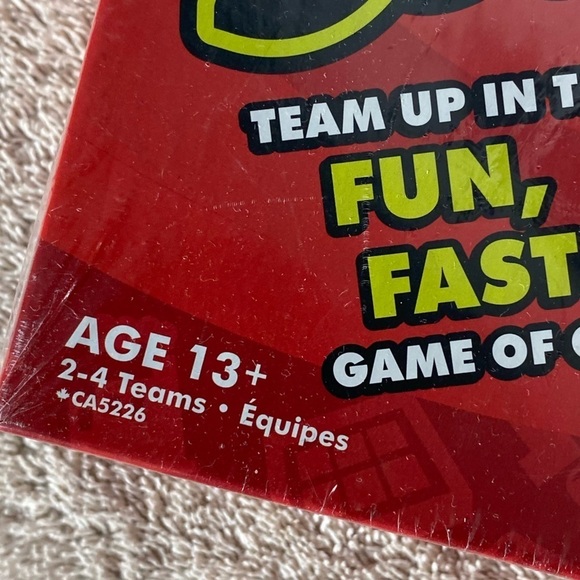 TEAM UP IN
FUN,
FAST
GAME OF
AGE 13+
2-4 Teams • Équipes
CA5226